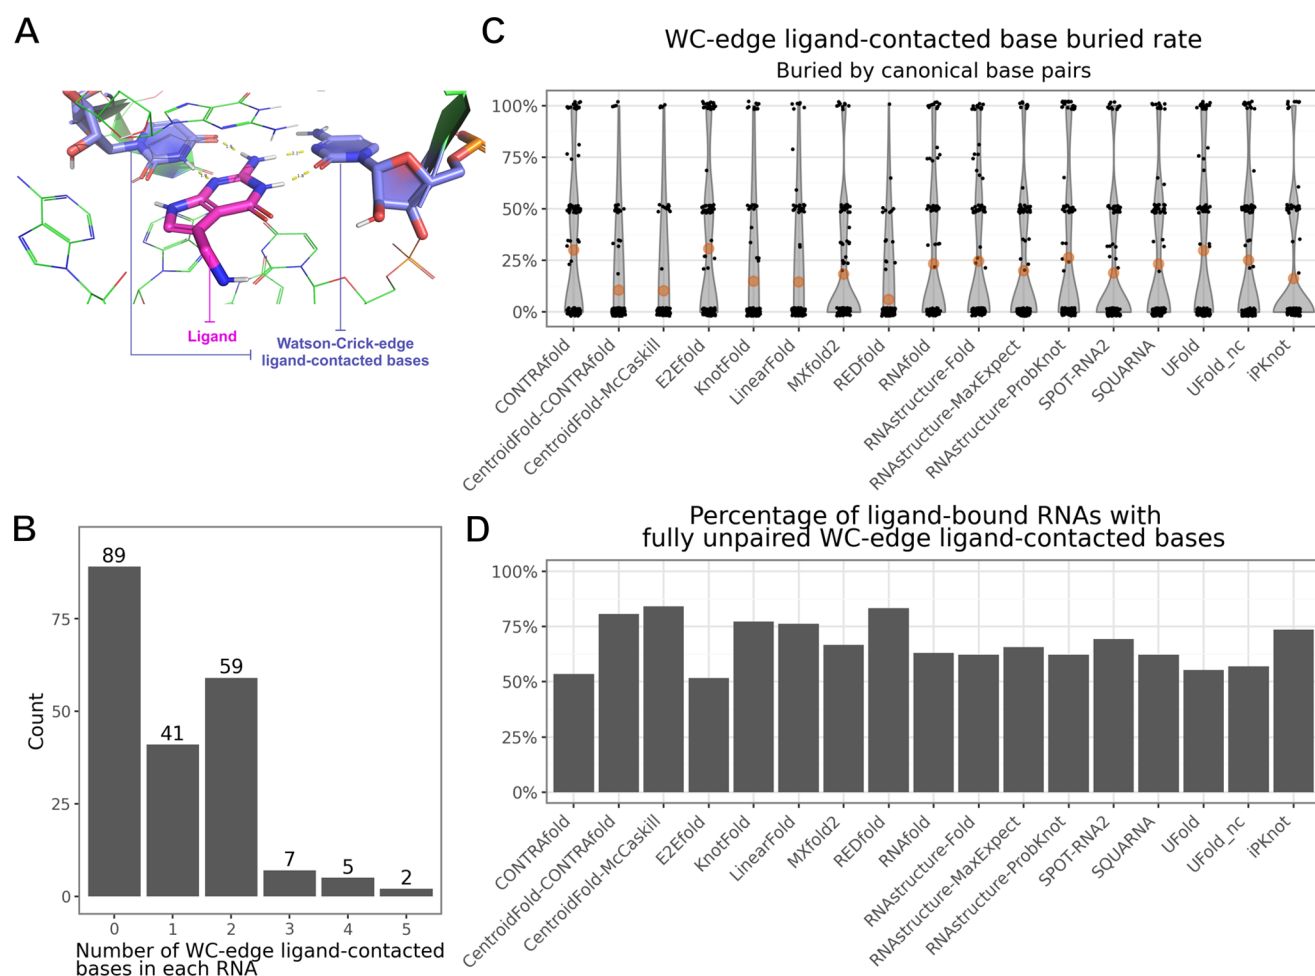 A
Ligand
Watson-Crick-edge
ligand-contacted bases
C
WC-edge ligand-contacted base buried rate
Buried by canonical base pairs
100%
75%
50%
25%
0%
CONTRAfold
CentroidFold-CONTRAfold
CentroidFold-McCaskill
E2Efold
KnotFold
LinearFold
MXfold2
REDfold
RNAfold
RNAstructure-Fold
RNAstructure-MaxExpect
RNAstructure-ProbKnot
SPOT-RNA2
SQUARNA
UFold
UFold_nc
iPKnot
B
89
41
59
7
5
2
Count
75
50
25
0
0 1 2 3 4 5
Number of WC-edge ligand-contacted
bases in each RNA
D
Percentage of ligand-bound RNAs with
fully unpaired WC-edge ligand-contacted bases
100%
75%
50%
25%
0%
CONTRAfold
CentroidFold-CONTRAfold
CentroidFold-McCaskill
E2Efold
KnotFold
LinearFold
MXfold2
REDfold
RNAfold
RNAstructure-Fold
RNAstructure-MaxExpect
RNAstructure-ProbKnot
SPOT-RNA2
SQUARNA
UFold
UFold_nc
iPKnot